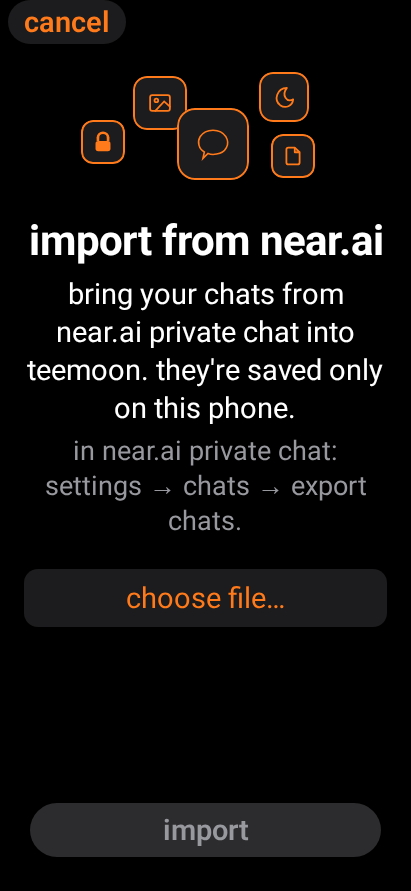 cancel
import from near.ai
bring your chats from
near.ai private chat into
teemoon. they're saved only
on this phone.
in near.ai private chat:
settings → chats → export
chats.
choose file…
import